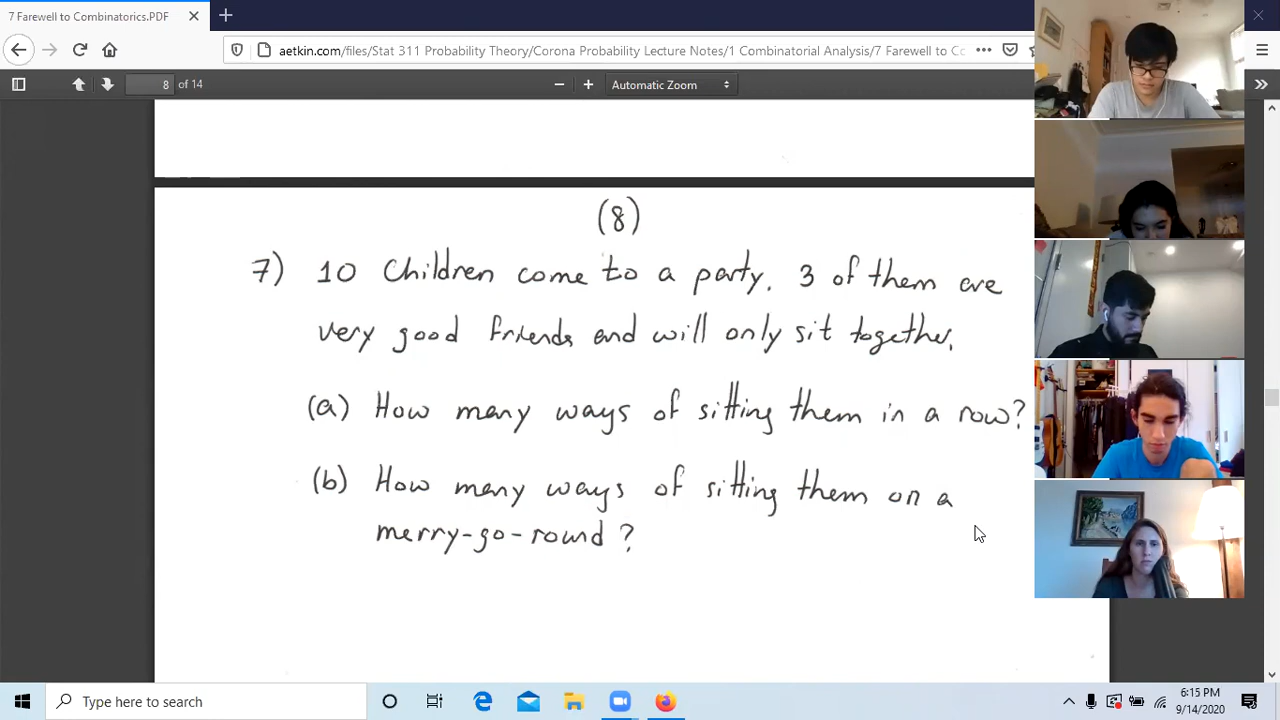 7 Farewell to Combinatorics.PDF
aetkin.com/files/Stat 311 Probability Theory/Corona Probability Lecture Notes/1 Combinatorial Analysis/7 Farewell to Co
8 of 14
Automatic Zoom
(8)
7) 10 Children come to a party. 3 of them are
very good friends and will only sit together.
(a) How many ways of sitting them in a row?
(b) How many ways of sitting them on a
merry-go-round?
Type here to search
6:15 PM
9/14/2020